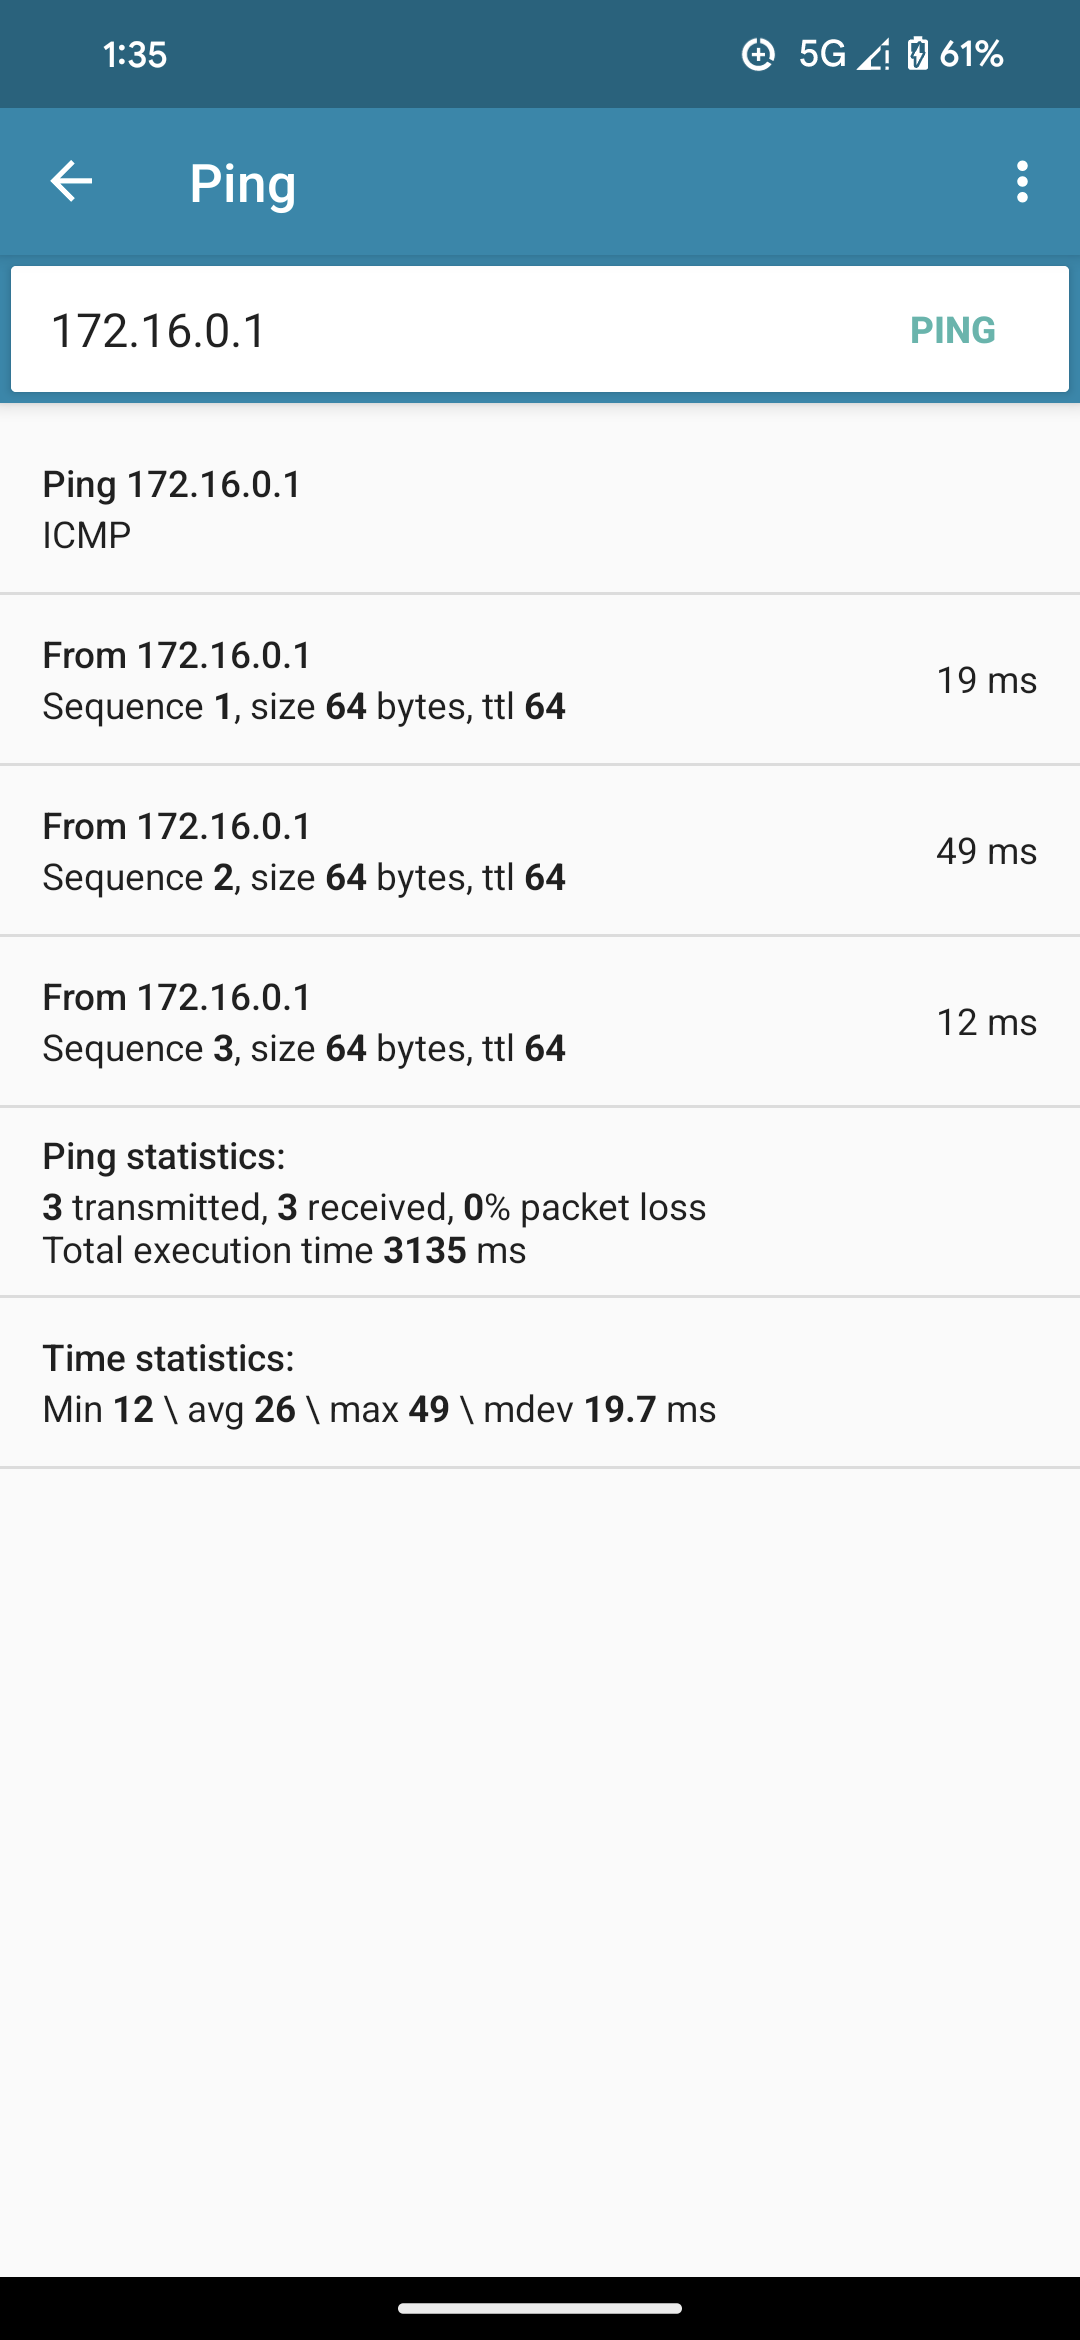 1:35 5G 61%
Ping
172.16.0.1 PING
Ping 172.16.0.1
ICMP
From 172.16.0.1
Sequence 1, size 64 bytes, ttl 64 19 ms
From 172.16.0.1
Sequence 2, size 64 bytes, ttl 64 49 ms
From 172.16.0.1
Sequence 3, size 64 bytes, ttl 64 12 ms
Ping statistics:
3 transmitted, 3 received, 0% packet loss
Total execution time 3135 ms
Time statistics:
Min 12 \ avg 26 \ max 49 \ mdev 19.7 ms